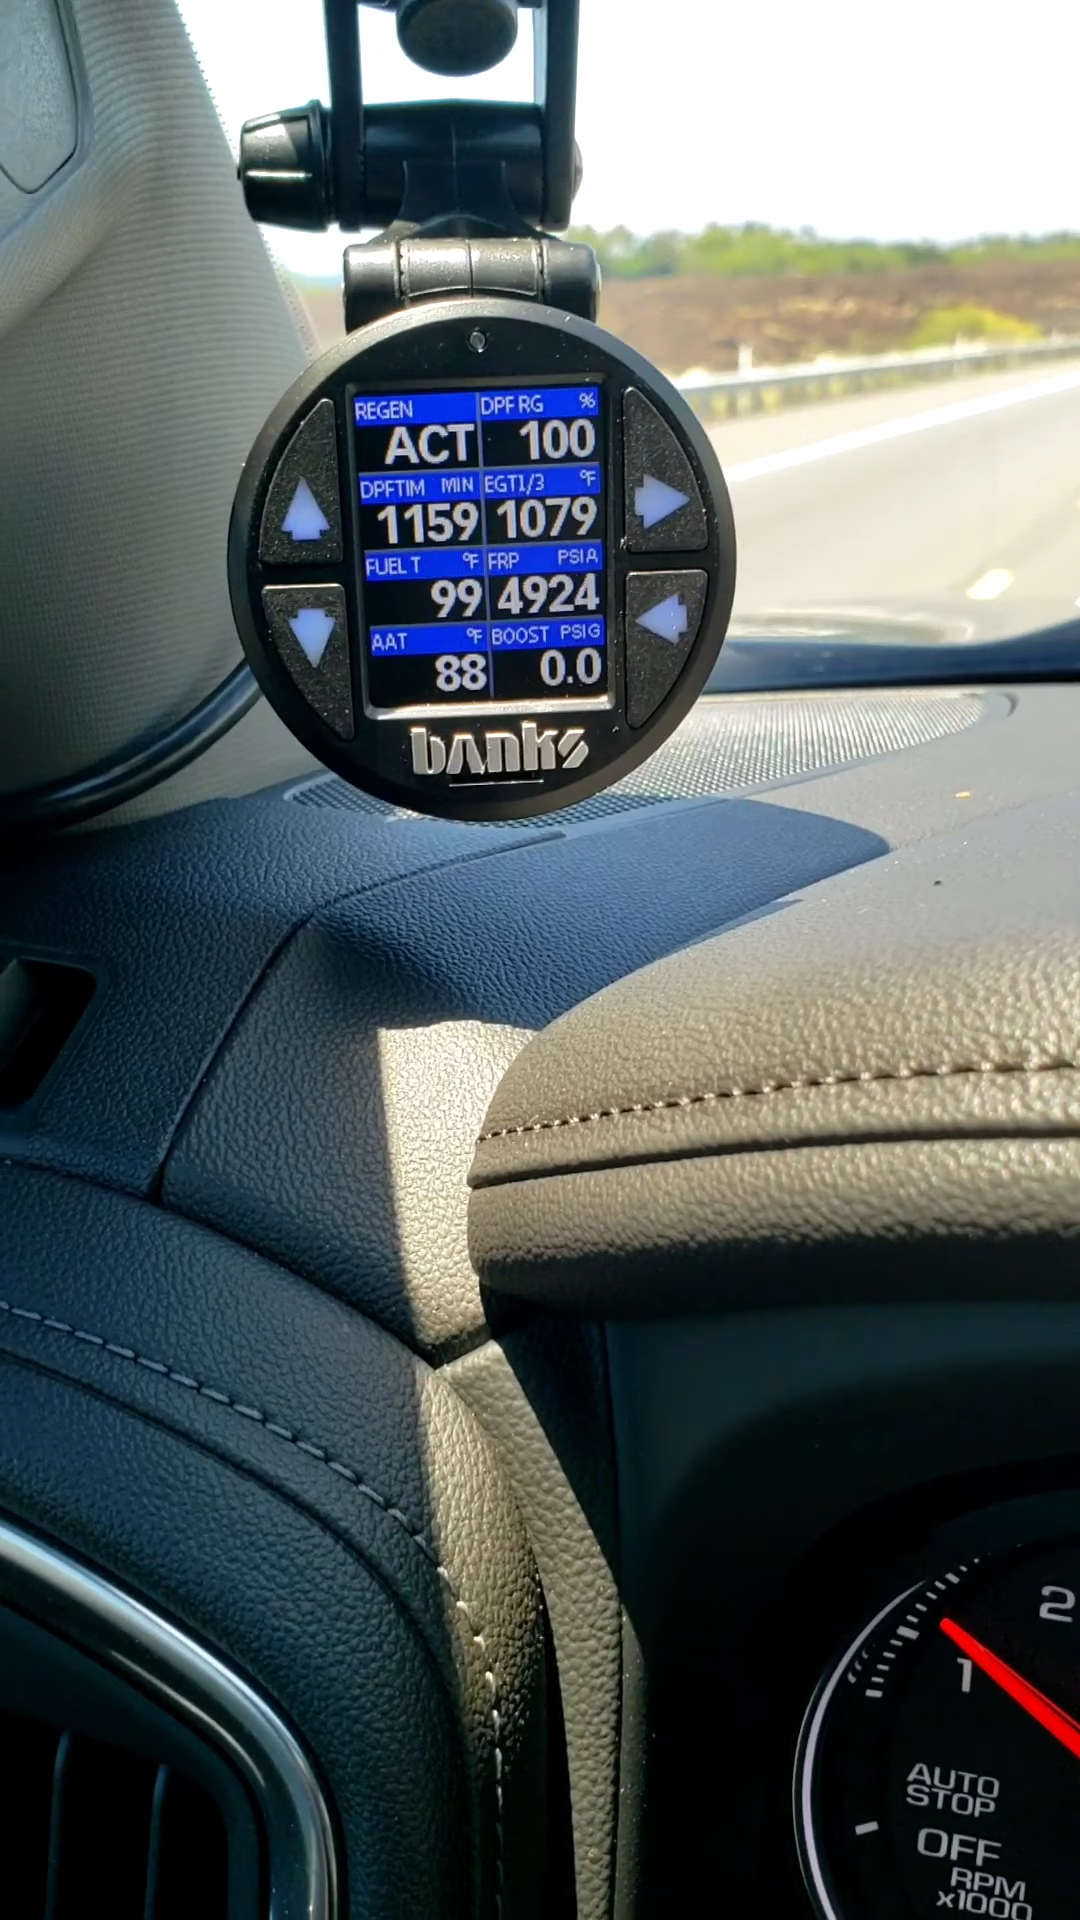 REGEN DPF RG %
ACT 100
DPFTIM MIN EGT1/3 °F
1159 1079
FUEL T °F FRP PSIA
99 4924
AAT °F BOOST PSIG
88 0.0
banks
2
1
AUTO
STOP
OFF
RPM
x1000